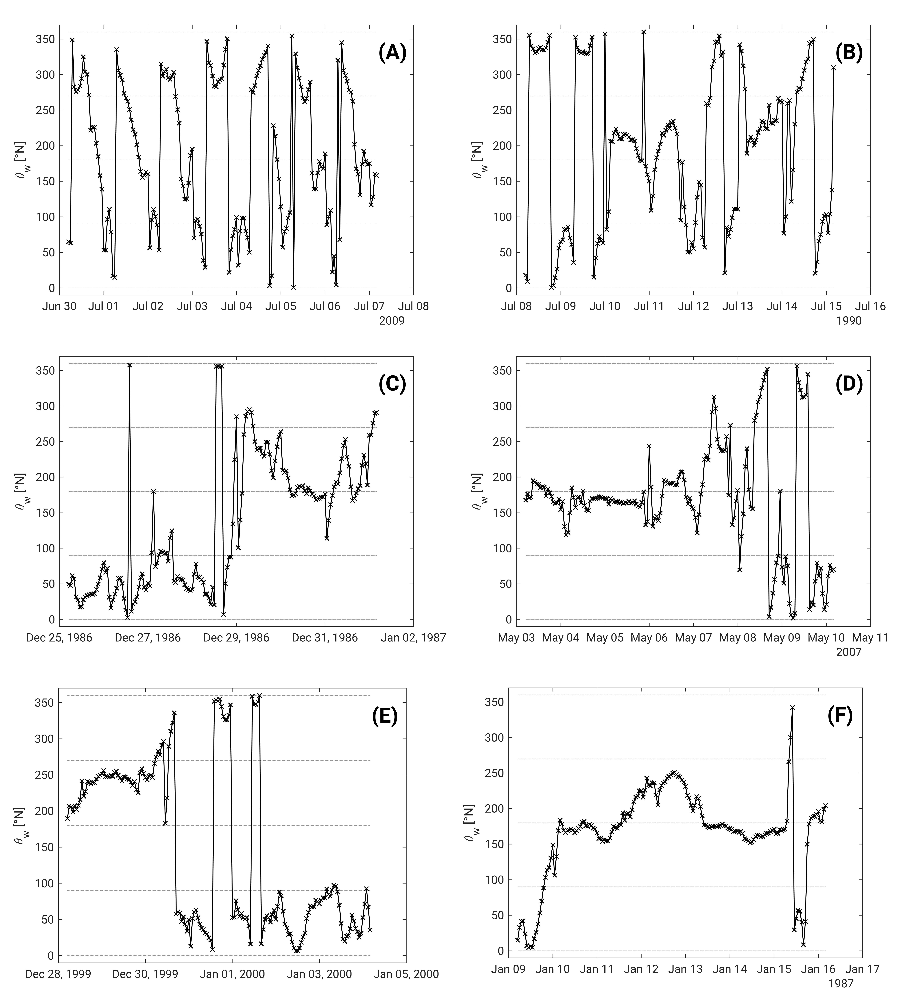 350
300
250
200
150
100
50
0
θw [°N]
(A)
Jun 30 Jul 01 Jul 02 Jul 03 Jul 04 Jul 05 Jul 06 Jul 07 Jul 08
2009
350
300
250
200
150
100
50
0
θw [°N]
(B)
Jul 08 Jul 09 Jul 10 Jul 11 Jul 12 Jul 13 Jul 14 Jul 15 Jul 16
1990
350
300
250
200
150
100
50
0
θw [°N]
(C)
Dec 25, 1986 Dec 27, 1986 Dec 29, 1986 Dec 31, 1986 Jan 02, 1987
350
300
250
200
150
100
50
0
θw [°N]
(D)
May 03 May 04 May 05 May 06 May 07 May 08 May 09 May 10 May 11
2007
350
300
250
200
150
100
50
0
θw [°N]
(E)
Dec 28, 1999 Dec 30, 1999 Jan 01, 2000 Jan 03, 2000 Jan 05, 2000
350
300
250
200
150
100
50
0
θw [°N]
(F)
Jan 09 Jan 10 Jan 11 Jan 12 Jan 13 Jan 14 Jan 15 Jan 16 Jan 17
1987